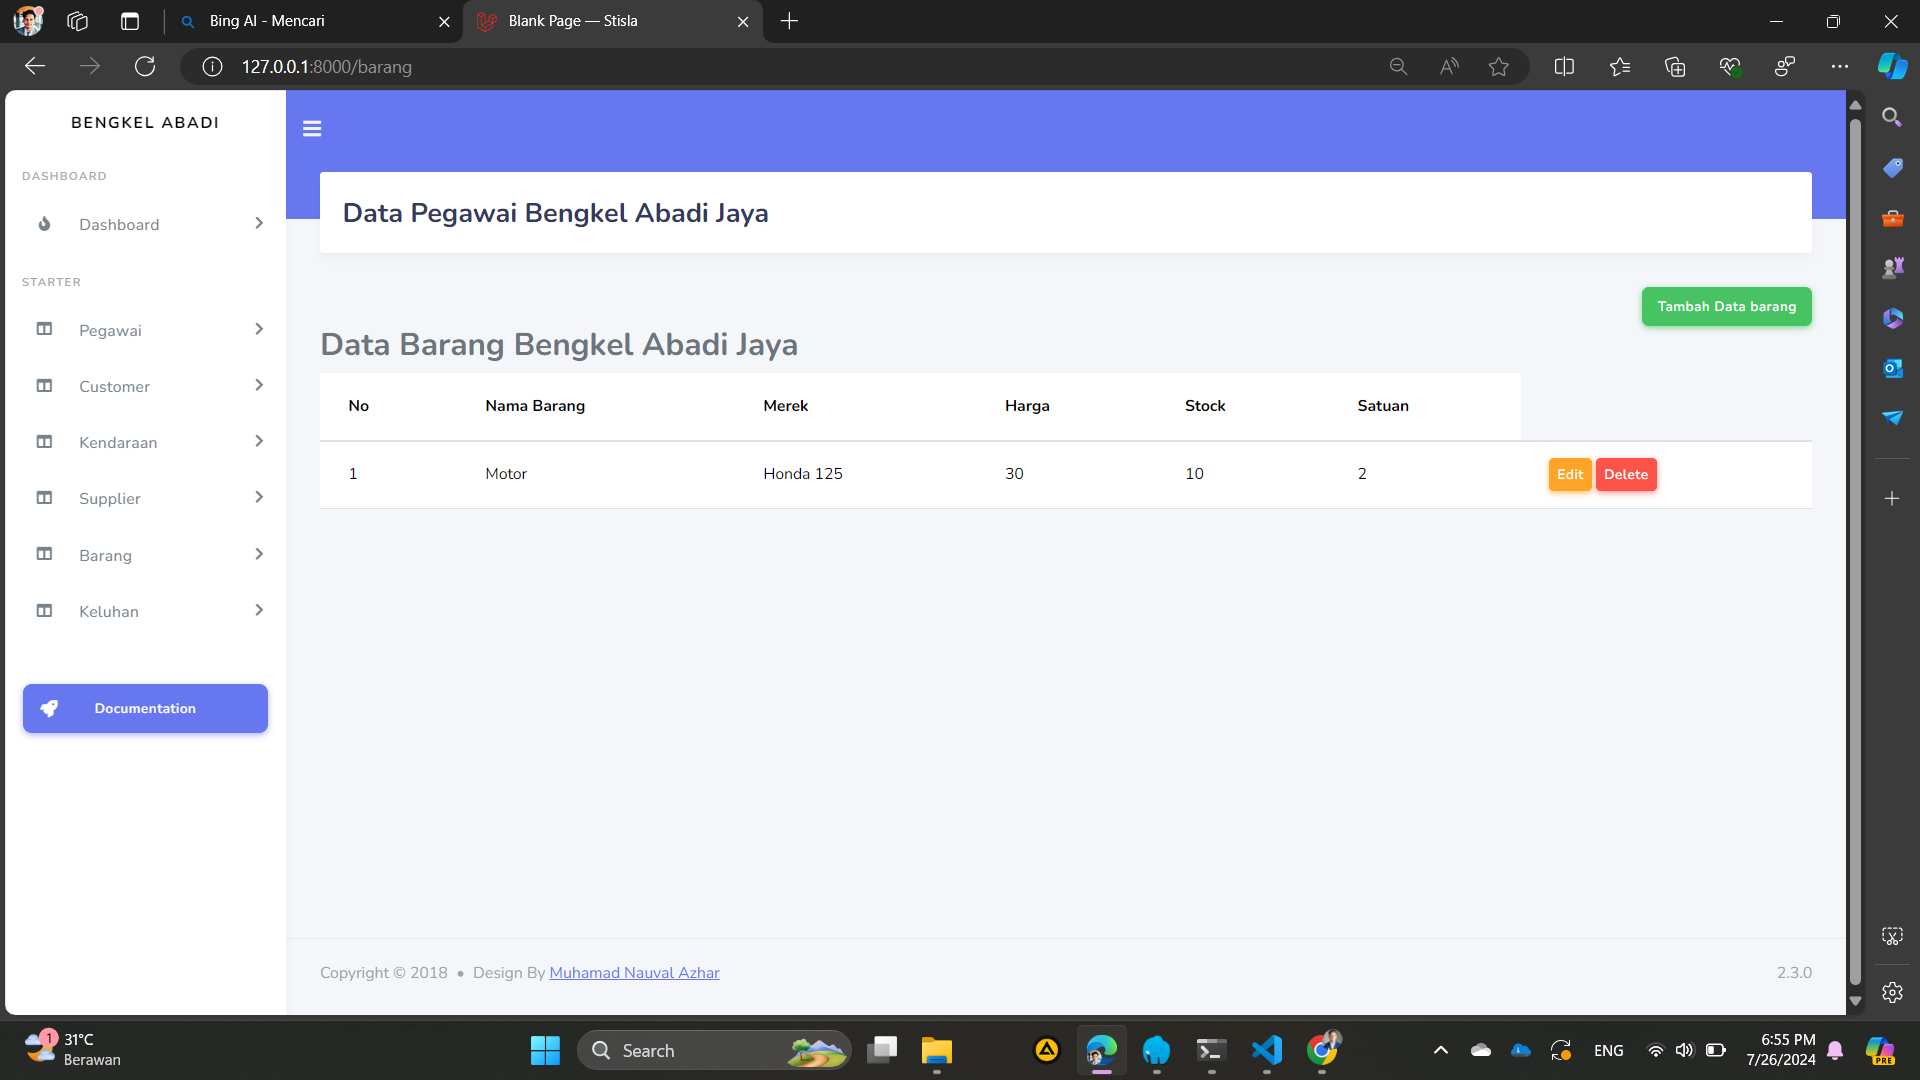 Bing AI - Mencari
Blank Page — Stisla
127.0.0.1:8000/barang
BENGKEL ABADI
DASHBOARD
Dashboard
STARTER
Pegawai
Customer
Kendaraan
Supplier
Barang
Keluhan
Documentation
Data Pegawai Bengkel Abadi Jaya
Tambah Data barang
Data Barang Bengkel Abadi Jaya
No Nama Barang Merek Harga Stock Satuan
1 Motor Honda 125 30 10 2 Edit Delete
Copyright © 2018 • Design By Muhamad Nauval Azhar 2.3.0
1
31°C
Berawan
Search
ENG
6:55 PM
7/26/2024
PRE